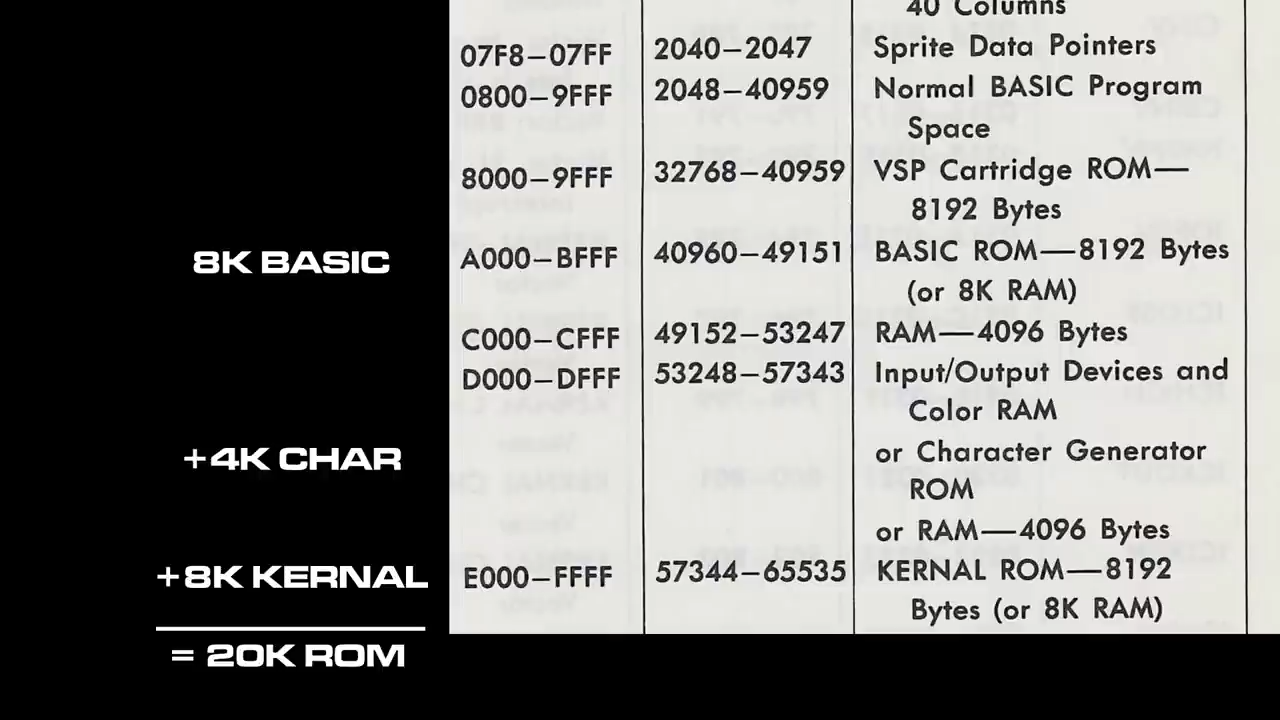 40 Columns
07F8–07FF 2040–2047 Sprite Data Pointers
0800–9FFF 2048–40959 Normal BASIC Program
Space
8000–9FFF 32768–40959 VSP Cartridge ROM—
8192 Bytes
8K BASIC A000–BFFF 40960–49151 BASIC ROM—8192 Bytes
(or 8K RAM)
C000–CFFF 49152–53247 RAM—4096 Bytes
D000–DFFF 53248–57343 Input/Output Devices and
Color RAM
+4K CHAR or Character Generator
ROM
or RAM—4096 Bytes
+8K KERNAL E000–FFFF 57344–65535 KERNAL ROM—8192
Bytes (or 8K RAM)
= 20K ROM